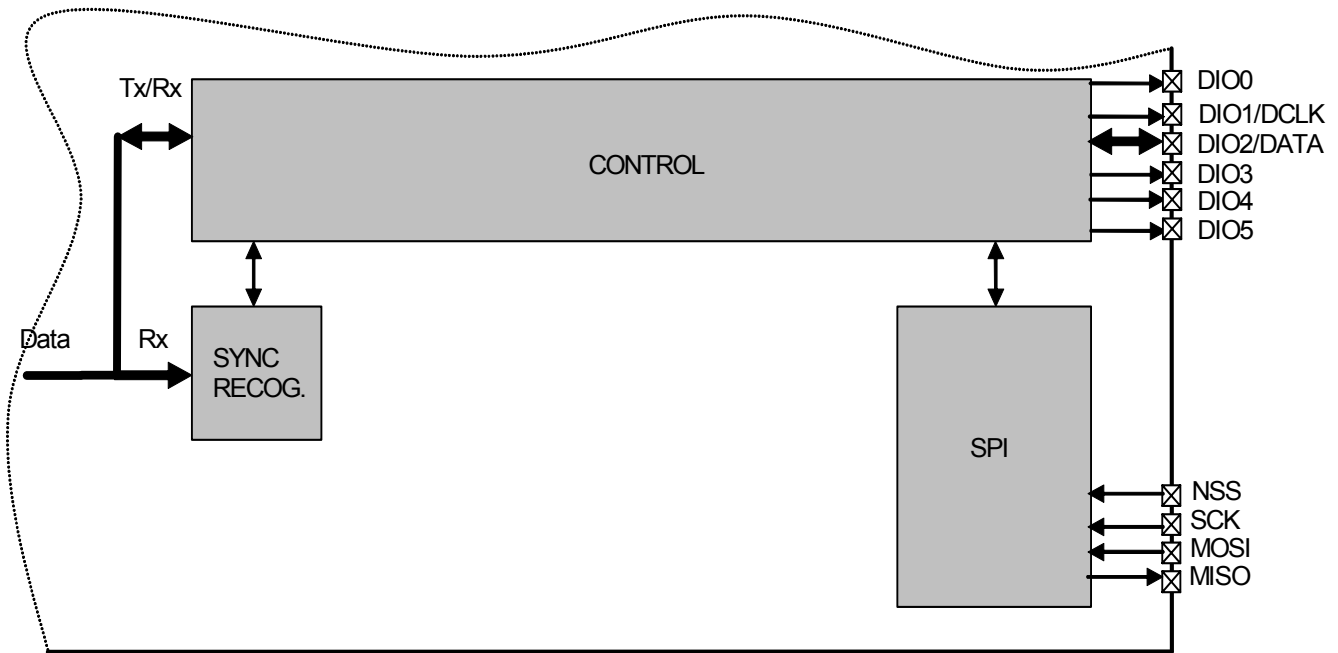 Tx/Rx
CONTROL
DIO0
DIO1/DCLK
DIO2/DATA
DIO3
DIO4
DIO5
Data
Rx
SYNC
RECOG.
SPI
NSS
SCK
MOSI
MISO